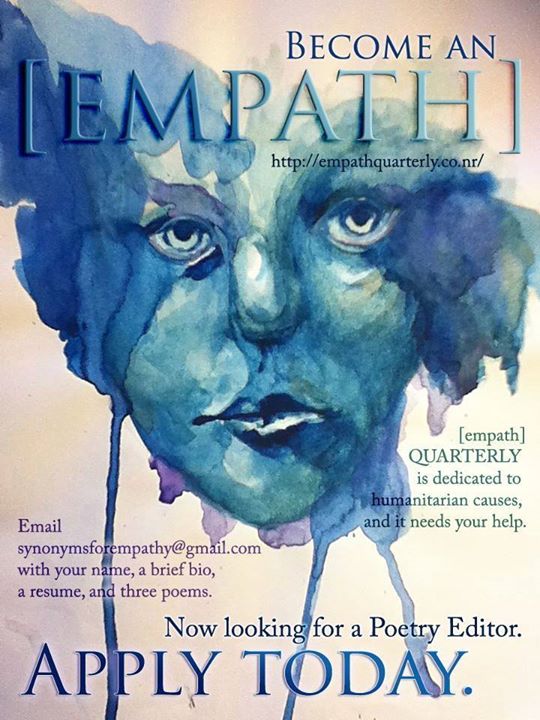 BECOME AN
[EMPATH]
http://empathquarterly.co.nr/
[empath]
QUARTERLY
is dedicated to
humanitarian causes,
and it needs your help.
Email
synonymsforempathy@gmail.com
with your name, a brief bio,
a resume, and three poems.
Now looking for a Poetry Editor.
APPLY TODAY.